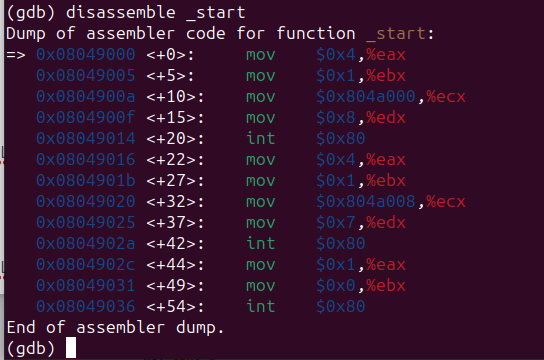 (gdb) disassemble _start
Dump of assembler code for function _start:
=> 0x08049000 <+0>:     mov    $0x4,%eax
   0x08049005 <+5>:     mov    $0x1,%ebx
   0x0804900a <+10>:    mov    $0x804a000,%ecx
   0x0804900f <+15>:    mov    $0x8,%edx
   0x08049014 <+20>:    int    $0x80
   0x08049016 <+22>:    mov    $0x4,%eax
   0x0804901b <+27>:    mov    $0x1,%ebx
   0x08049020 <+32>:    mov    $0x804a008,%ecx
   0x08049025 <+37>:    mov    $0x7,%edx
   0x0804902a <+42>:    int    $0x80
   0x0804902c <+44>:    mov    $0x1,%eax
   0x08049031 <+49>:    mov    $0x0,%ebx
   0x08049036 <+54>:    int    $0x80
End of assembler dump.
(gdb)